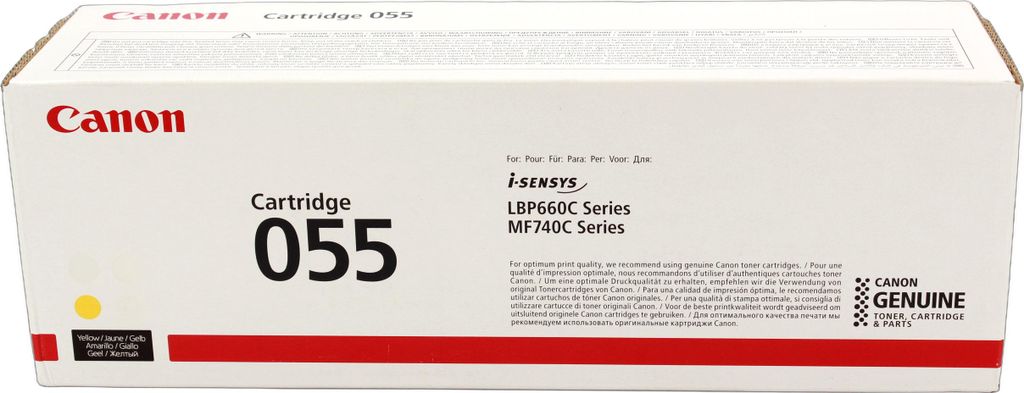 Canon Cartridge 055
Canon
For: Pour: Für: Para: Per: Voor: Для:
i-SENSYS
LBP660C Series
MF740C Series
Cartridge
055
For optimum print quality, we recommend using genuine Canon toner cartridges. / Pour une
qualité d'impression optimale, nous recommandons d'utiliser d'authentiques cartouches toner
Canon. / Um eine optimale Druckqualität zu erhalten, empfehlen wir die Verwendung von
original Tonercartridges von Canon. / Para una calidad de impresión óptima, le recomendamos
utilizar cartuchos de tóner Canon originales. / Per una qualità di stampa ottimale, si consiglia di
utilizzare cartucce di toner originali Canon. / Voor de beste printkwaliteit wordt geadviseerd om
uitsluitend originele Canon cartridges te gebruiken. / Для оптимального качества печати мы
рекомендуем использовать оригинальные картриджи Canon.
CANON
GENUINE
TONER, CARTRIDGE
& PARTS
Yellow / Jaune / Gelb
Amarillo / Giallo
Geel / Желтый